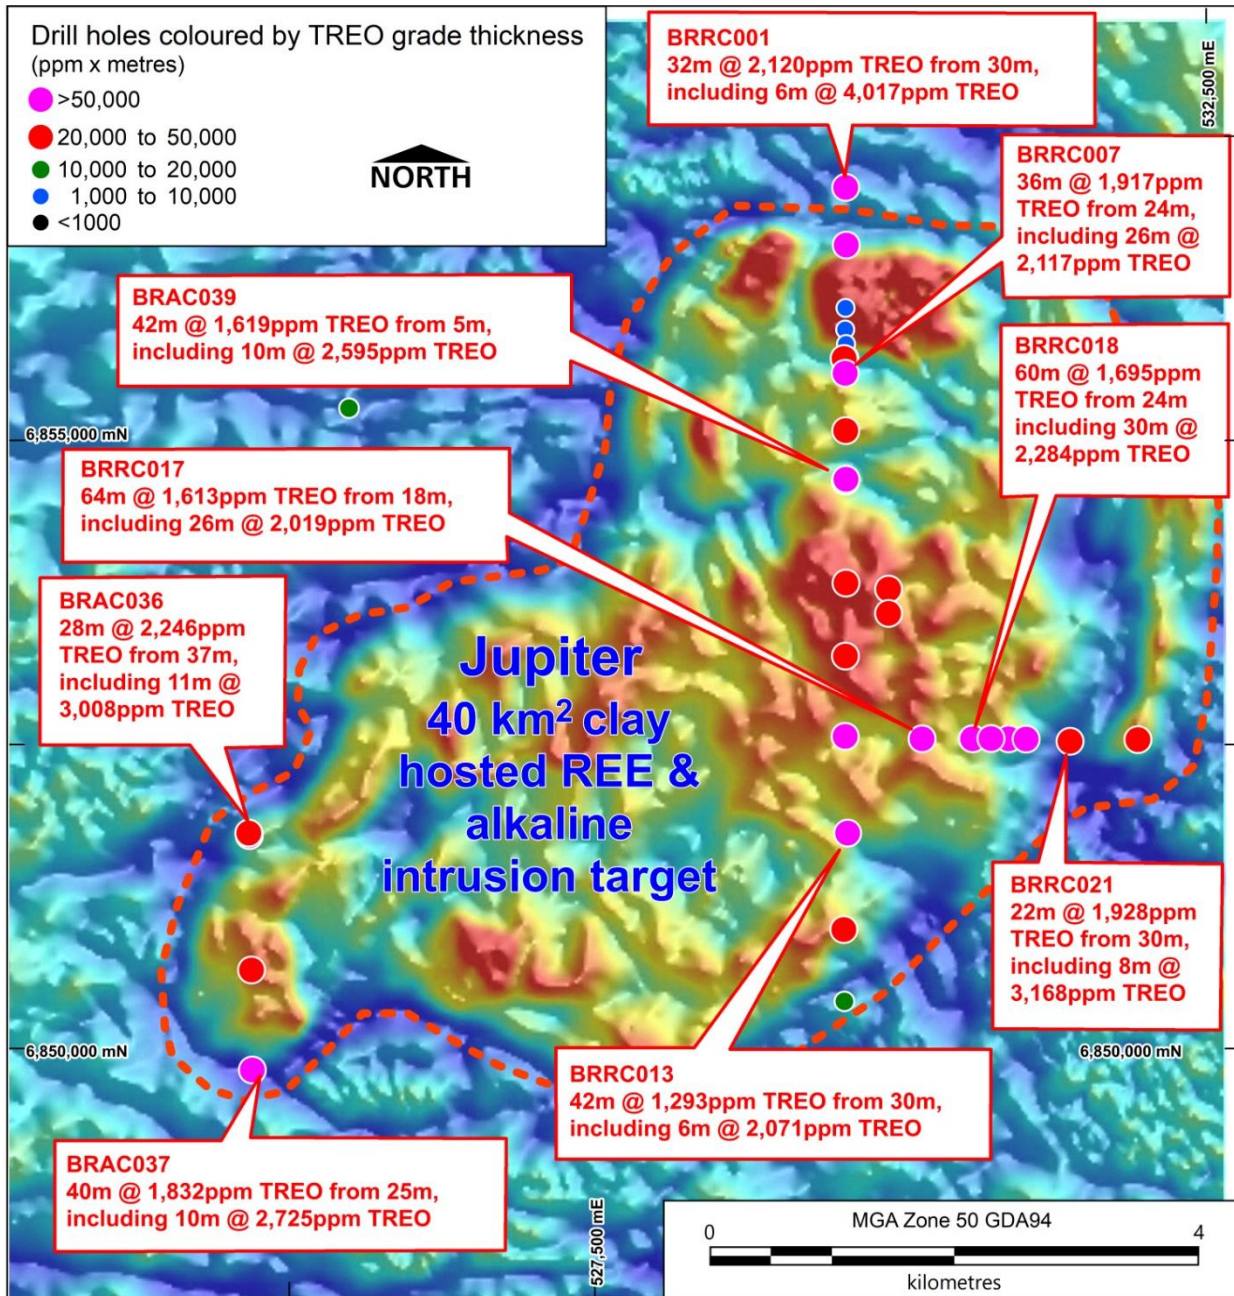 Drill holes coloured by TREO grade thickness
(ppm x metres)
>50,000
20,000 to 50,000
10,000 to 20,000
1,000 to 10,000
<1000
NORTH
BRRC001
32m @ 2,120ppm TREO from 30m,
including 6m @ 4,017ppm TREO
532,500 mE
BRRC007
36m @ 1,917ppm
TREO from 24m,
including 26m @
2,117ppm TREO
BRAC039
42m @ 1,619ppm TREO from 5m,
including 10m @ 2,595ppm TREO
BRRC018
60m @ 1,695ppm
TREO from 24m
including 30m @
2,284ppm TREO
6,855,000 mN
BRRC017
64m @ 1,613ppm TREO from 18m,
including 26m @ 2,019ppm TREO
BRAC036
28m @ 2,246ppm
TREO from 37m,
including 11m @
3,008ppm TREO
Jupiter
40 km² clay
hosted REE &
alkaline
intrusion target
BRRC021
22m @ 1,928ppm
TREO from 30m,
including 8m @
3,168ppm TREO
6,850,000 mN
6,850,000 mN
BRRC013
42m @ 1,293ppm TREO from 30m,
including 6m @ 2,071ppm TREO
BRAC037
40m @ 1,832ppm TREO from 25m,
including 10m @ 2,725ppm TREO
527,500 mE
MGA Zone 50 GDA94
0 4
kilometres